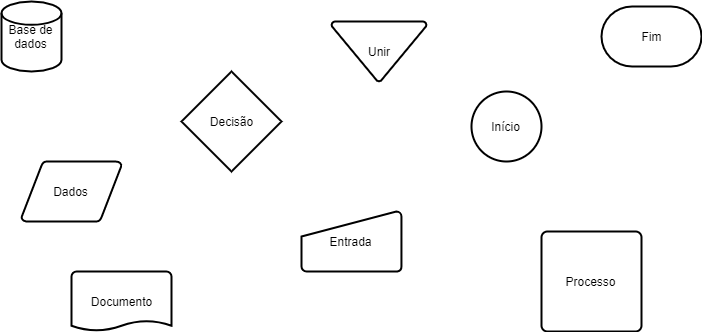 Base de
dados
Unir
Fim
Decisão
Início
Dados
Entrada
Processo
Documento